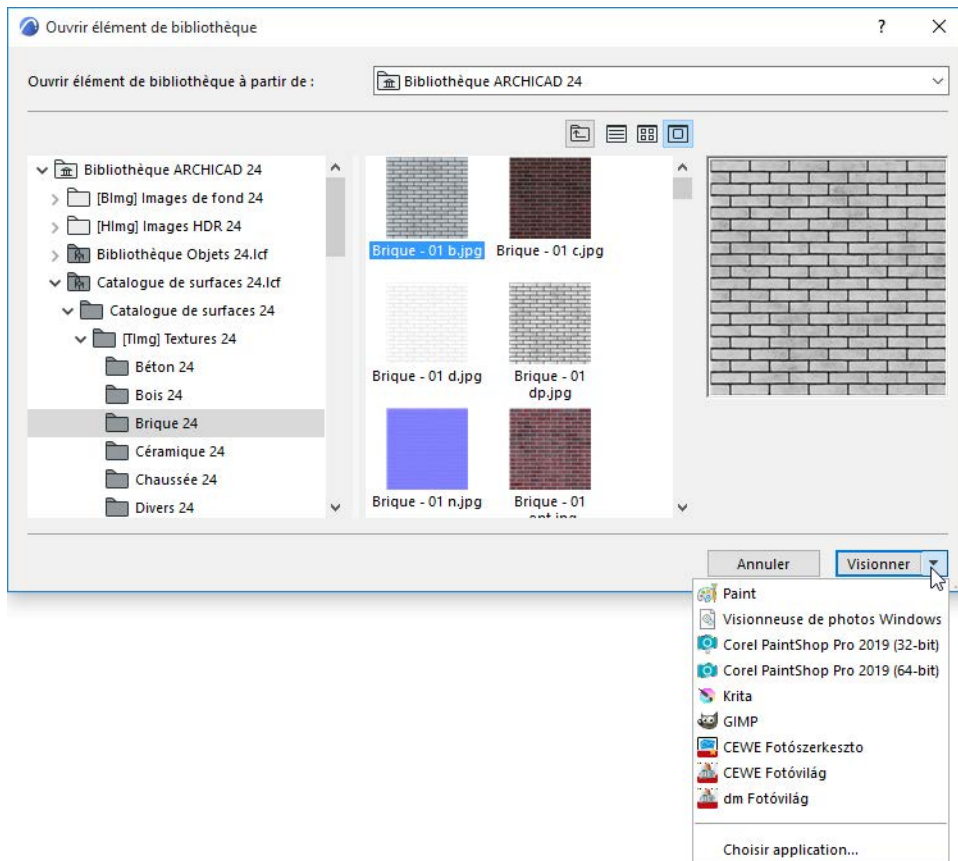 Ouvrir élément de bibliothèque
?
Ouvrir élément de bibliothèque à partir de :
Bibliothèque ARCHICAD 24
Bibliothèque ARCHICAD 24
[BImg] Images de fond 24
[HImg] Images HDR 24
Bibliothèque Objets 24.lcf
Catalogue de surfaces 24.lcf
Catalogue de surfaces 24
[TImg] Textures 24
Béton 24
Bois 24
Brique 24
Céramique 24
Chaussée 24
Divers 24
Brique - 01 b.jpg
Brique - 01 c.jpg
Brique - 01 d.jpg
Brique - 01
dp.jpg
Brique - 01 n.jpg
Brique - 01
Annuler
Visionner
Paint
Visionneuse de photos Windows
Corel PaintShop Pro 2019 (32-bit)
Corel PaintShop Pro 2019 (64-bit)
Krita
GIMP
CEWE Fotószerkeszto
CEWE Fotóvilág
dm Fotóvilág
Choisir application...